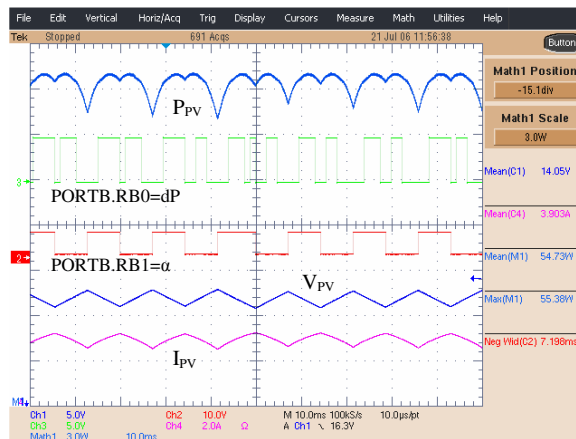 File Edit Vertical Horiz/Acq Trig Display Cursors Measure Math Utilities Help
Tek Stopped 691 Acqs 21 Jul 06 11:56:38
Button
Math1 Position
-15.1div
Math1 Scale
3.0W
PPV
3
Mean(C1) 14.05V
PORTB.RB0=dP
Mean(C4) 3.903A
2
Mean(M1) 54.73W
PORTB.RB1=α
VPV
Max(M1) 55.38W
Neg Wid(C2) 7.198ms
IPV
M1
Ch1 5.0V Ch2 10.0V M 10.0ms 100kS/s 10.0µs/pt
Ch3 5.0V Ch4 2.0A Ω A Ch1 16.3V
Math1 3.0W 10.0ms